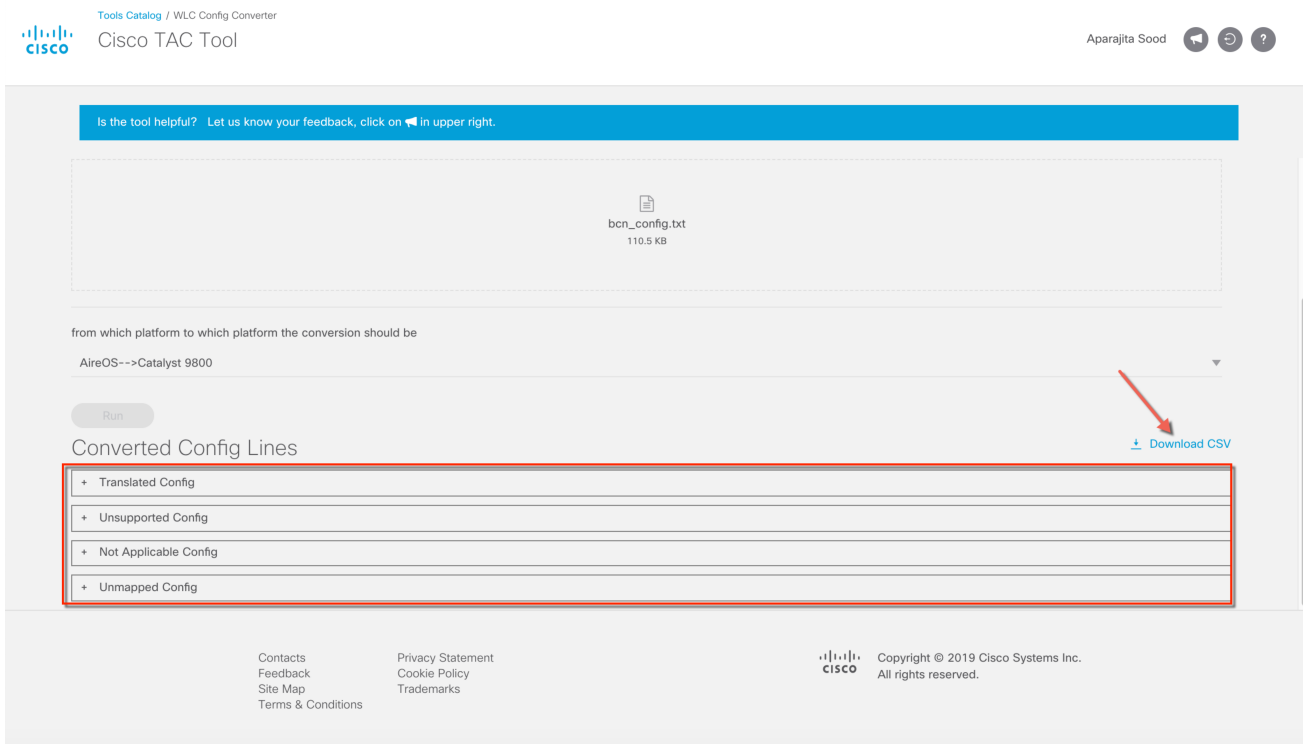 Tools Catalog / WLC Config Converter
CISCO
Cisco TAC Tool
Aparajita Sood
?
Is the tool helpful? Let us know your feedback, click on in upper right.
bcn_config.txt
110.5 KB
from which platform to which platform the conversion should be
AireOS-->Catalyst 9800
Run
Converted Config Lines
Download CSV
+ Translated Config
+ Unsupported Config
+ Not Applicable Config
+ Unmapped Config
Contacts
Feedback
Site Map
Terms & Conditions
Privacy Statement
Cookie Policy
Trademarks
CISCO
Copyright © 2019 Cisco Systems Inc.
All rights reserved.